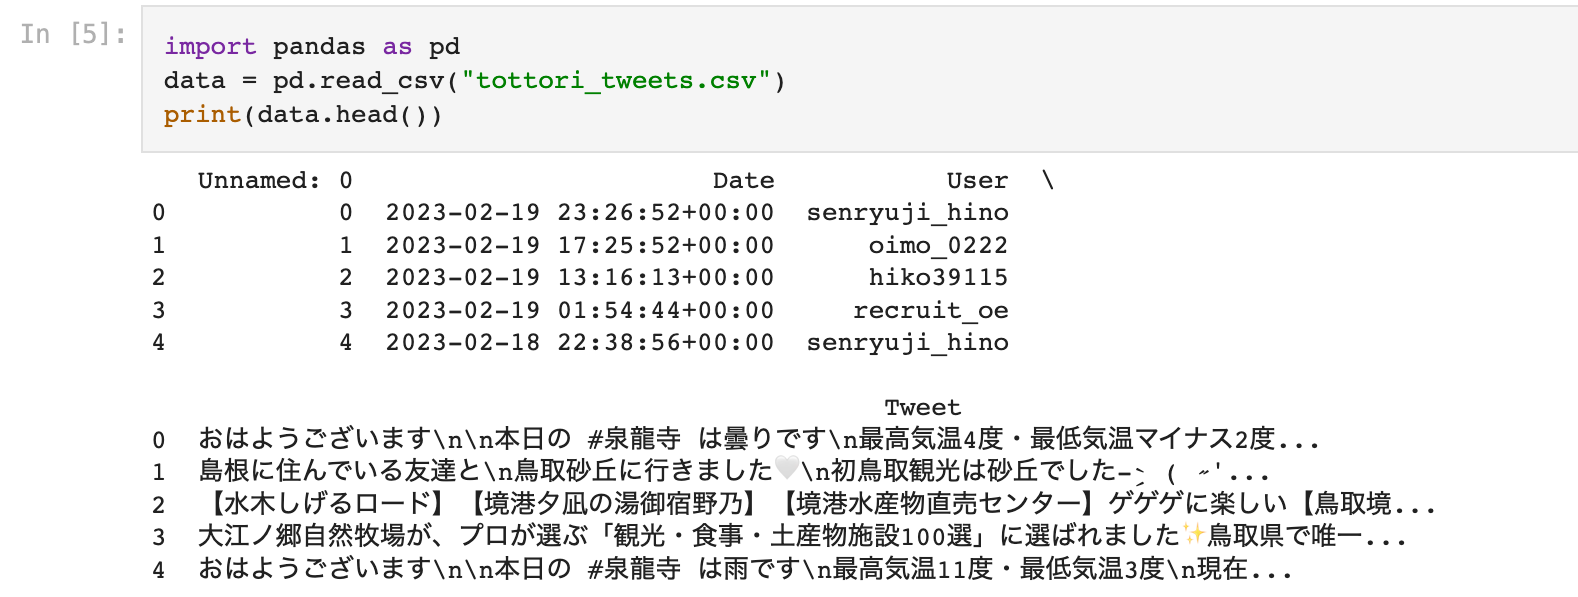 In [5]:
import pandas as pd
data = pd.read_csv("tottori_tweets.csv")
print(data.head())
Unnamed: 0 Date User \
0 0 2023-02-19 23:26:52+00:00 senryuji_hino
1 1 2023-02-19 17:25:52+00:00 oimo_0222
2 2 2023-02-19 13:16:13+00:00 hiko39115
3 3 2023-02-19 01:54:44+00:00 recruit_oe
4 4 2023-02-18 22:38:56+00:00 senryuji_hino
Tweet
0 おはようございます\n\n本日の #泉龍寺 は曇りです\n最高気温4度・最低気温マイナス2度...
1 島根に住んでいる友達と\n鳥取砂丘に行きました🤍\n初鳥取観光は砂丘でした- ̖́ ( ˶'...
2 【水木しげるロード】【境港夕凪の湯御宿野乃】【境港水産物直売センター】ゲゲゲに楽しい【鳥取境...
3 大江ノ郷自然牧場が、プロが選ぶ「観光・食事・土産物施設100選」に選ばれました✨鳥取県で唯一...
4 おはようございます\n\n本日の #泉龍寺 は雨です\n最高気温11度・最低気温3度\n現在...